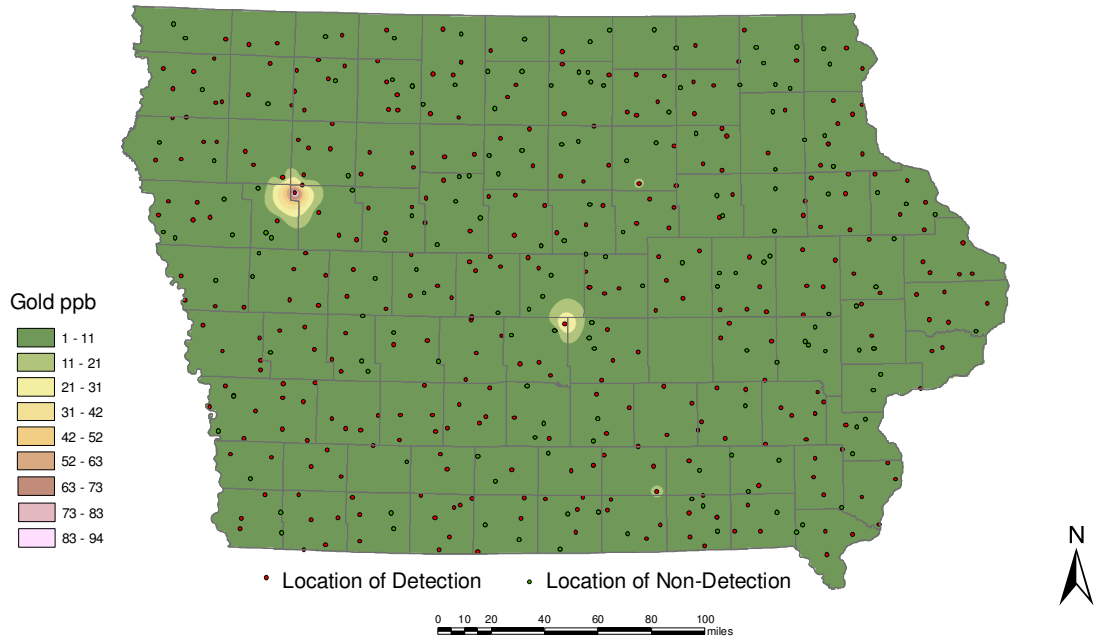 Gold ppb
1 - 11
11 - 21
21 - 31
31 - 42
42 - 52
52 - 63
63 - 73
73 - 83
83 - 94
N
Location of Detection Location of Non-Detection
0 10 20 40 60 80 100
miles